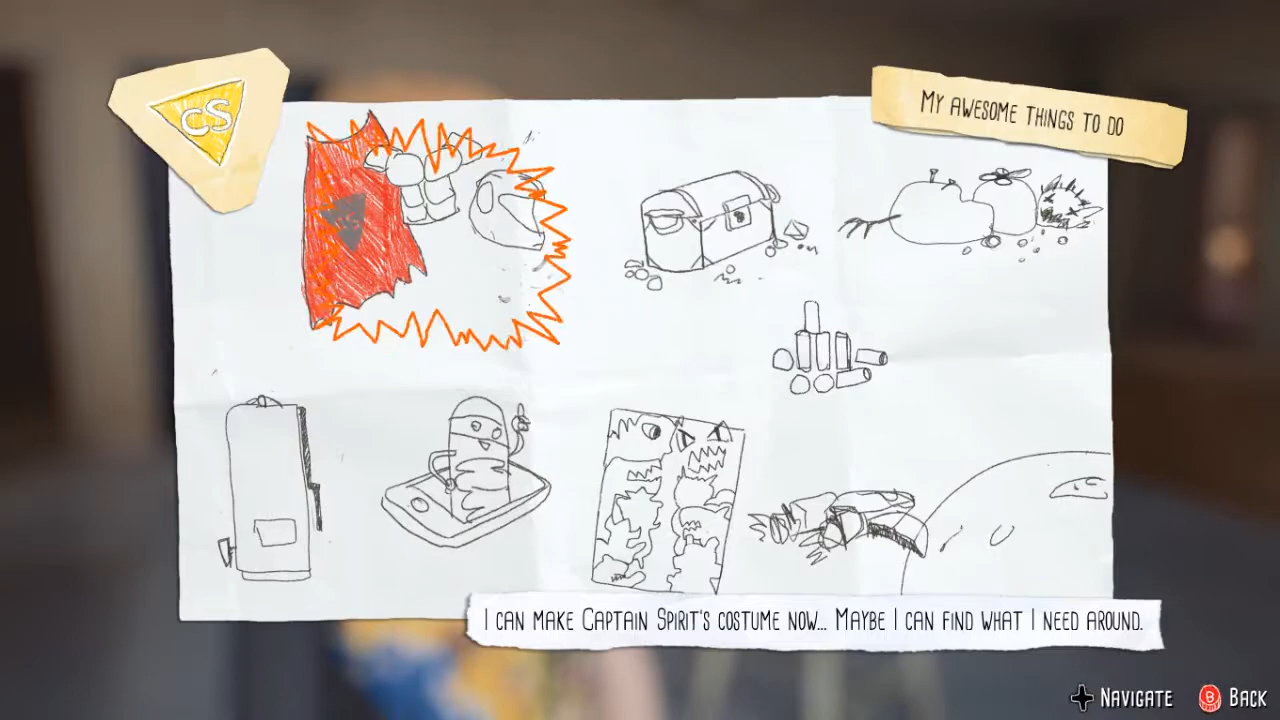 CS
MY AWESOME THINGS TO DO
I CAN MAKE CAPTAIN SPIRIT'S COSTUME NOW... MAYBE I CAN FIND WHAT I NEED AROUND.
NAVIGATE B BACK